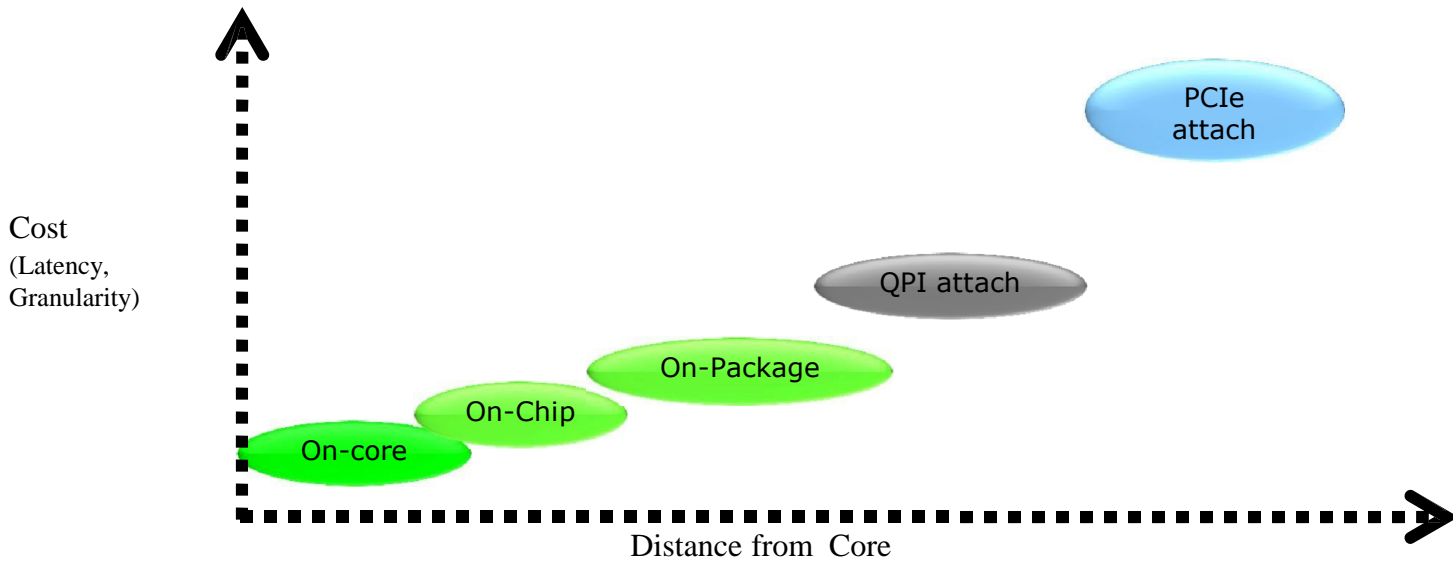 PCIe
attach
Cost
(Latency,
Granularity)
QPI attach
On-Package
On-Chip
On-core
Distance from  Core